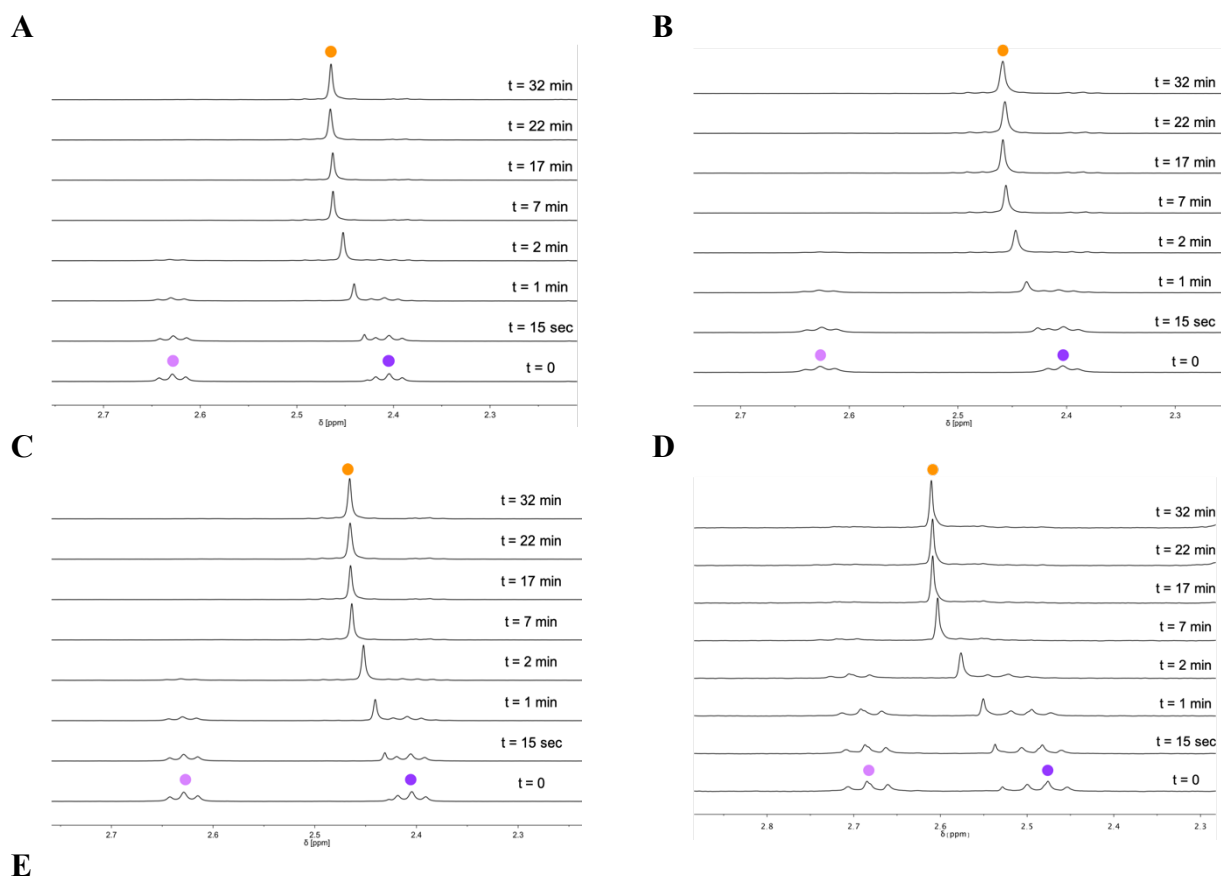 A
t = 32 min
t = 22 min
t = 17 min
t = 7 min
t = 2 min
t = 1 min
t = 15 sec
t = 0
2.7 2.6 2.5 2.4 2.3
δ [ppm]
B
t = 32 min
t = 22 min
t = 17 min
t = 7 min
t = 2 min
t = 1 min
t = 15 sec
t = 0
2.7 2.6 2.5 2.4 2.3
δ [ppm]
C
t = 32 min
t = 22 min
t = 17 min
t = 7 min
t = 2 min
t = 1 min
t = 15 sec
t = 0
2.7 2.6 2.5 2.4 2.3
δ [ppm]
D
t = 32 min
t = 22 min
t = 17 min
t = 7 min
t = 2 min
t = 1 min
t = 15 sec
t = 0
2.8 2.7 2.6 2.5 2.4 2.3
δ (ppm)
E